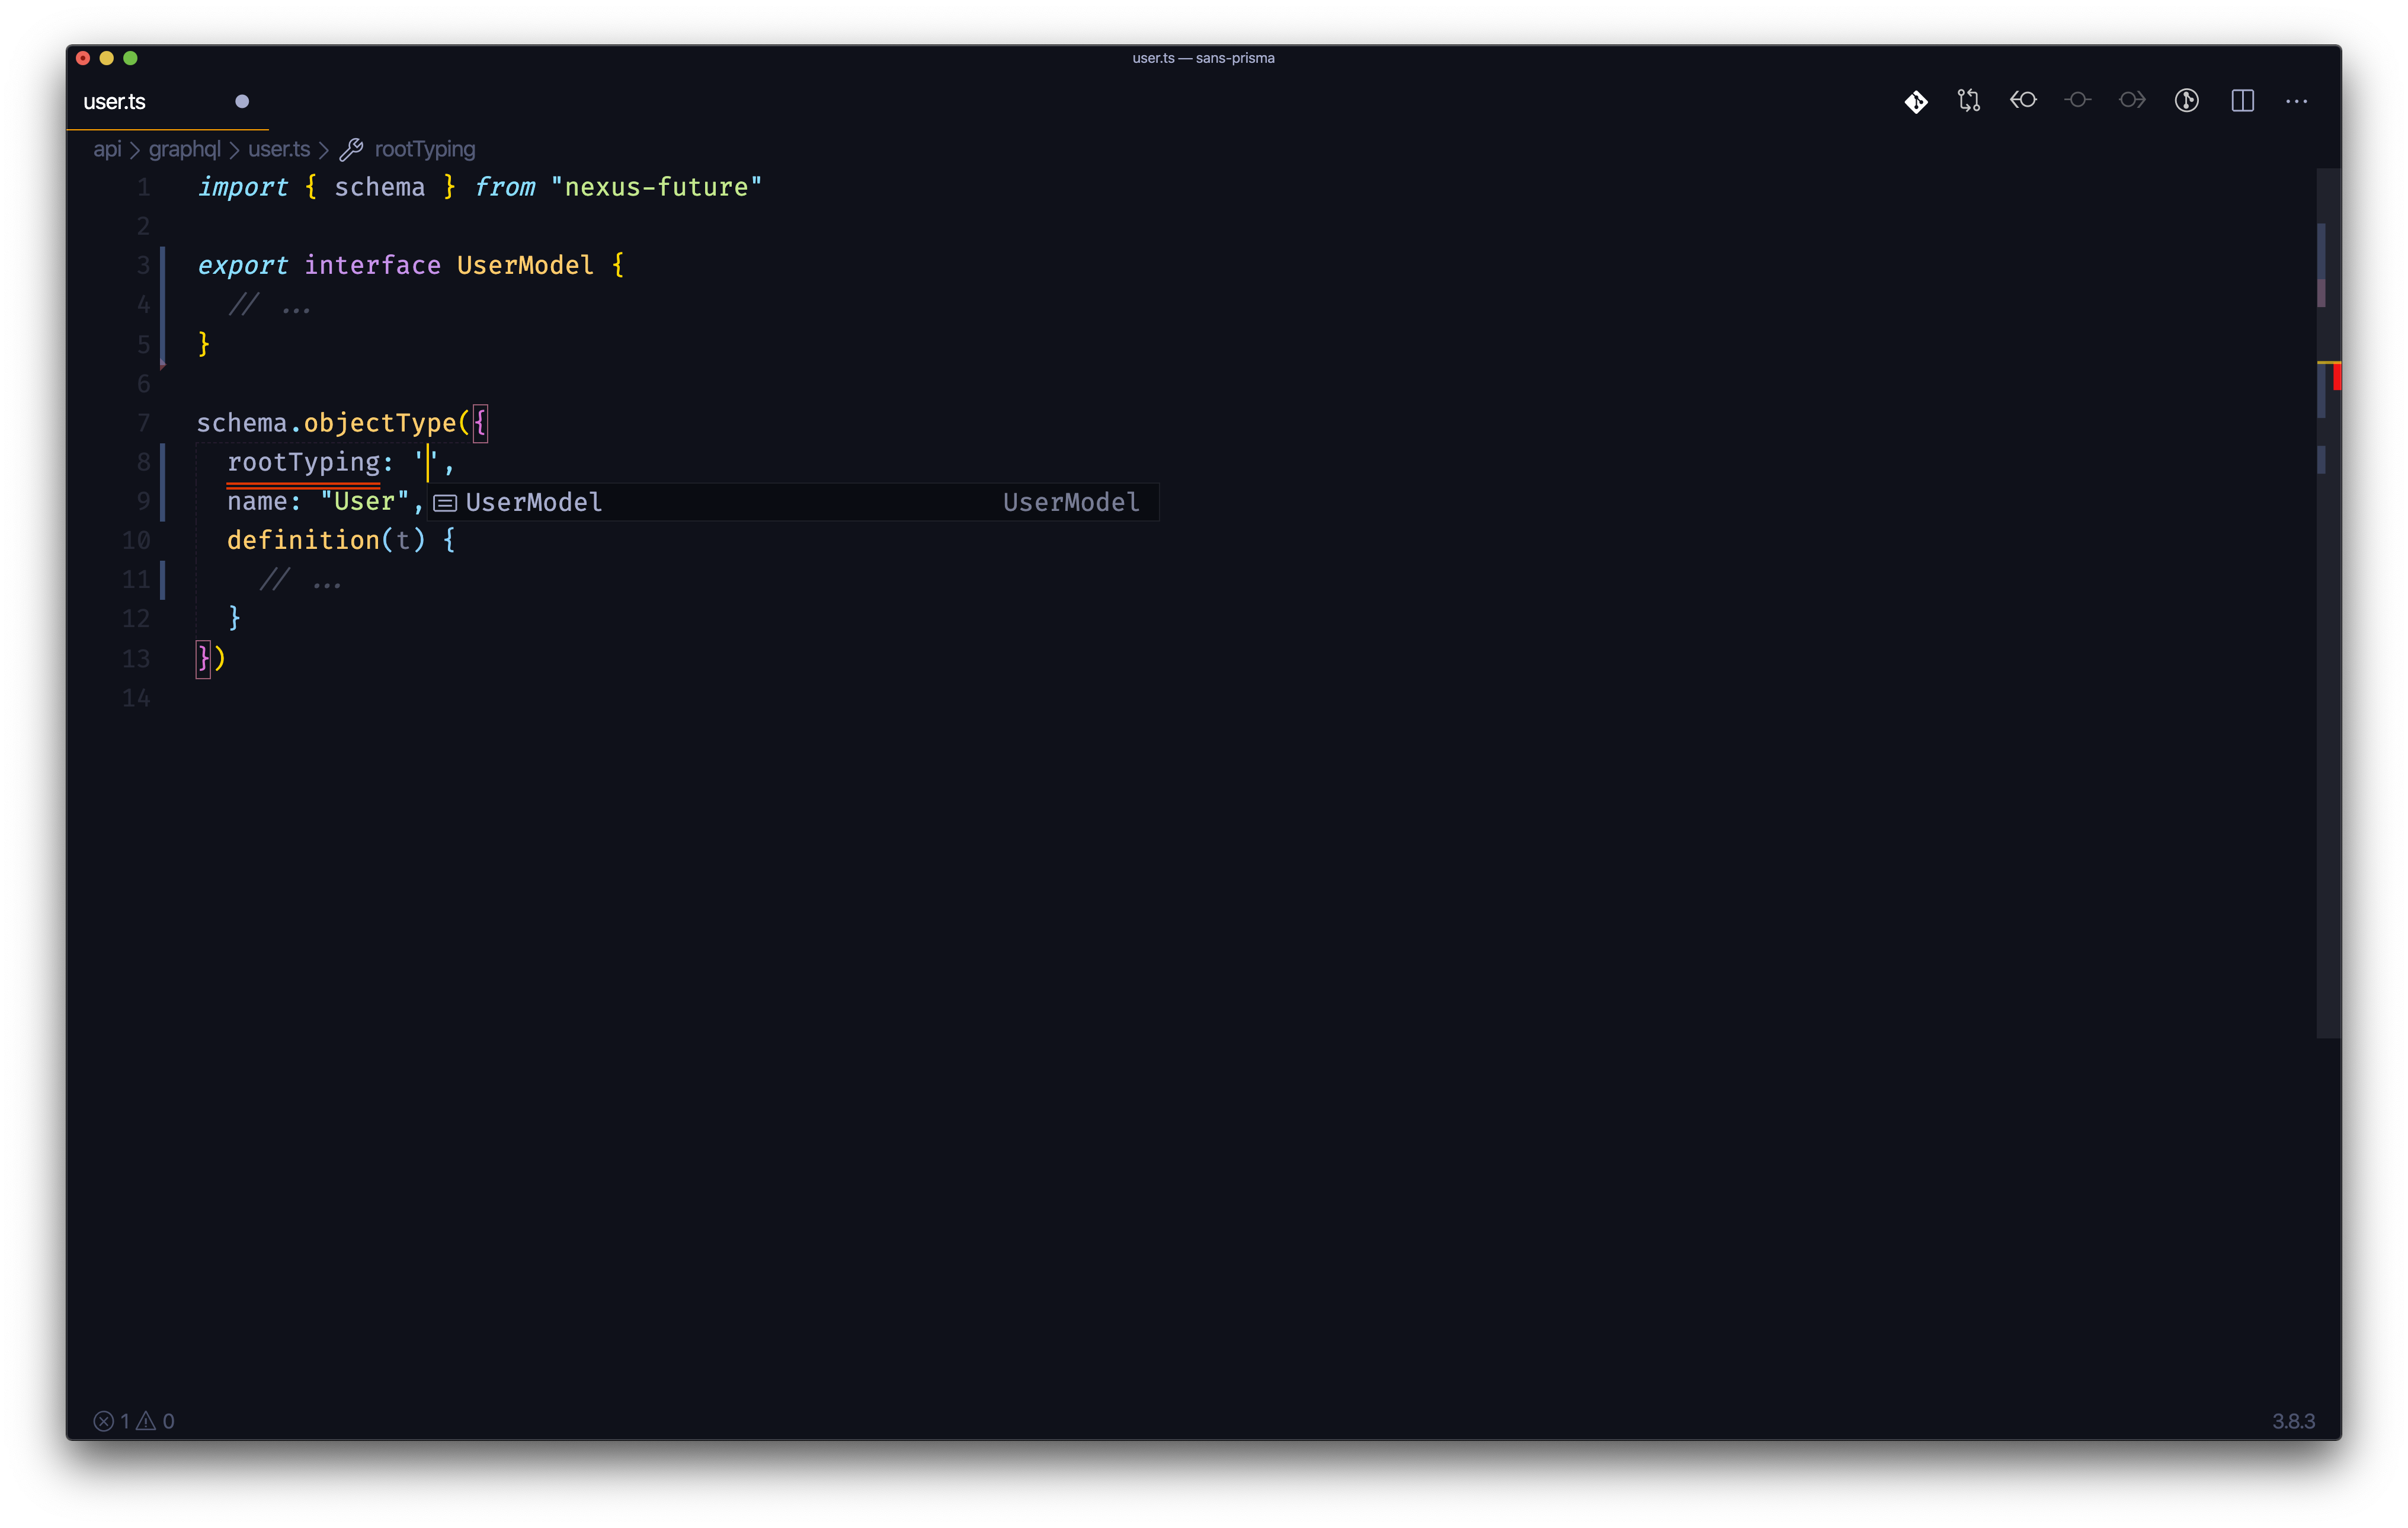 user.ts — sans-prisma
user.ts
api > graphql > user.ts > rootTyping
1 import { schema } from "nexus-future"
2
3 export interface UserModel {
4 // ...
5 }
6
7 schema.objectType({
8 rootTyping: '',
9 name: "User", UserModel UserModel
10 definition(t) {
11 // ...
12 }
13 })
14
1 0 3.8.3